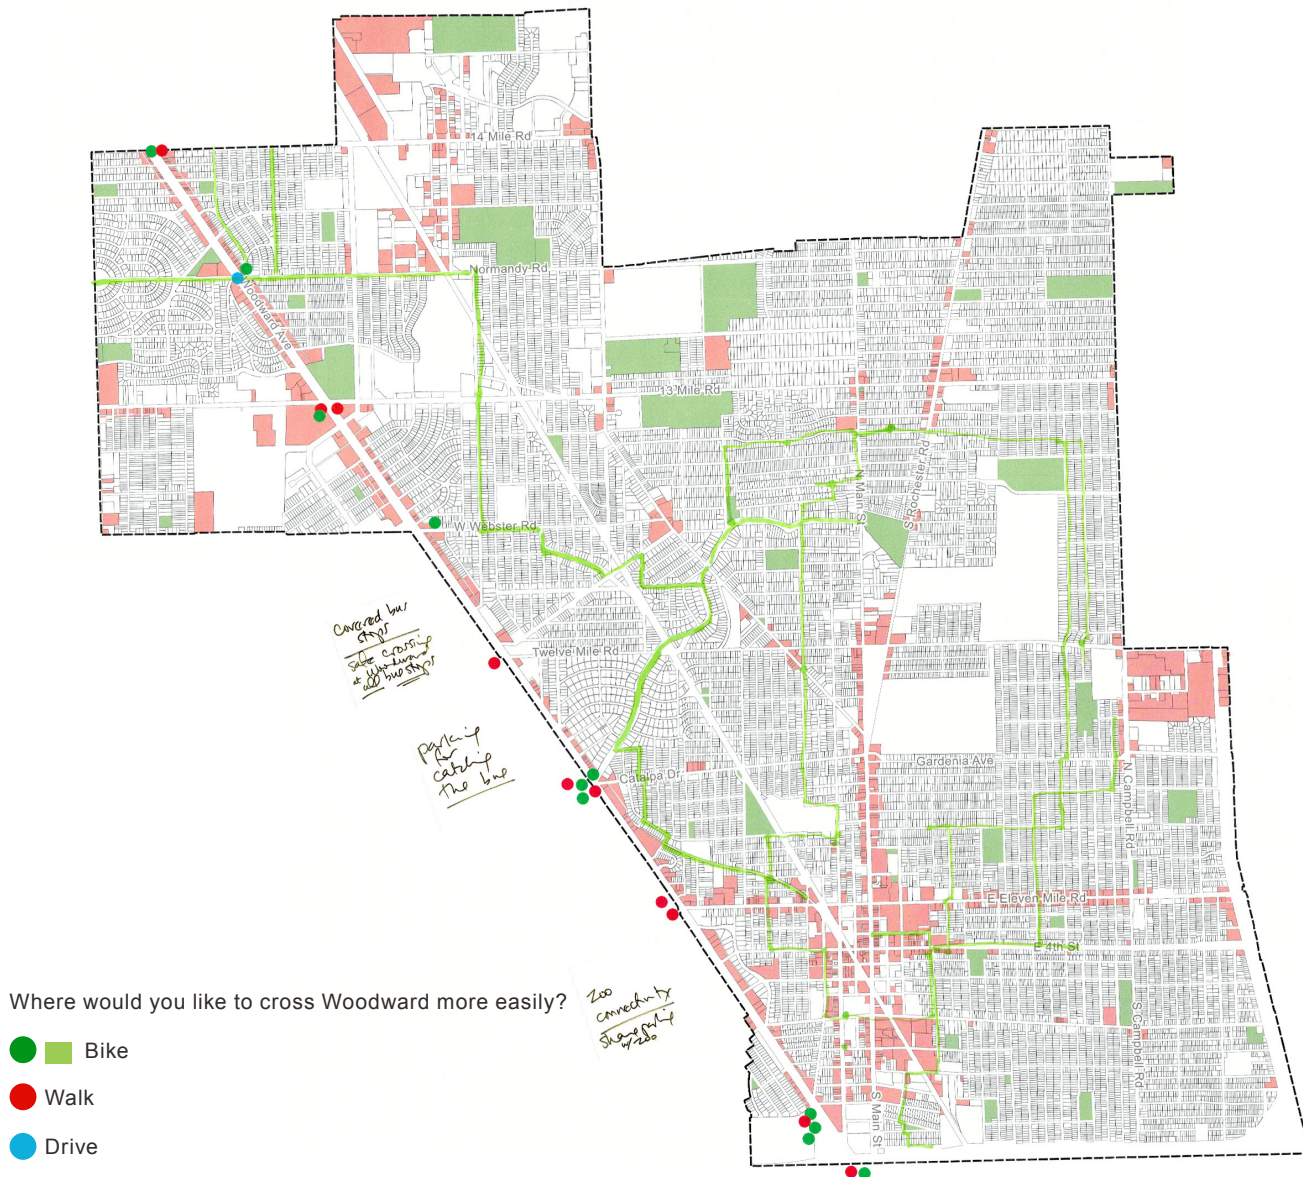 14 Mile Rd
Normandy Rd
Woodward Ave
13 Mile Rd
N Main St
S Rochester Rd
W Webster Rd
Covered bus
stops
Safe crossing
at Woodward
all bus stops
Twelve Mile Rd
parking
for
catching
the bus
Catalpa Dr
Gardenia Ave
N Campbell Rd
E Eleven Mile Rd
E 4th St
Zoo
connectivity
Share parking
w/ zoo
S Campbell Rd
S Main St
Where would you like to cross Woodward more easily?
Bike
Walk
Drive